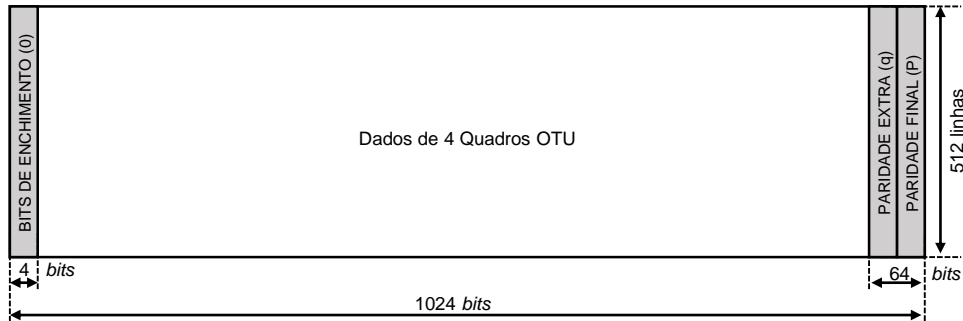 BITS DE ENCHIMENTO (0)
Dados de 4 Quadros OTU
PARIDADE EXTRA (q)
PARIDADE FINAL (P)
512 linhas
4 bits
64 bits
1024 bits